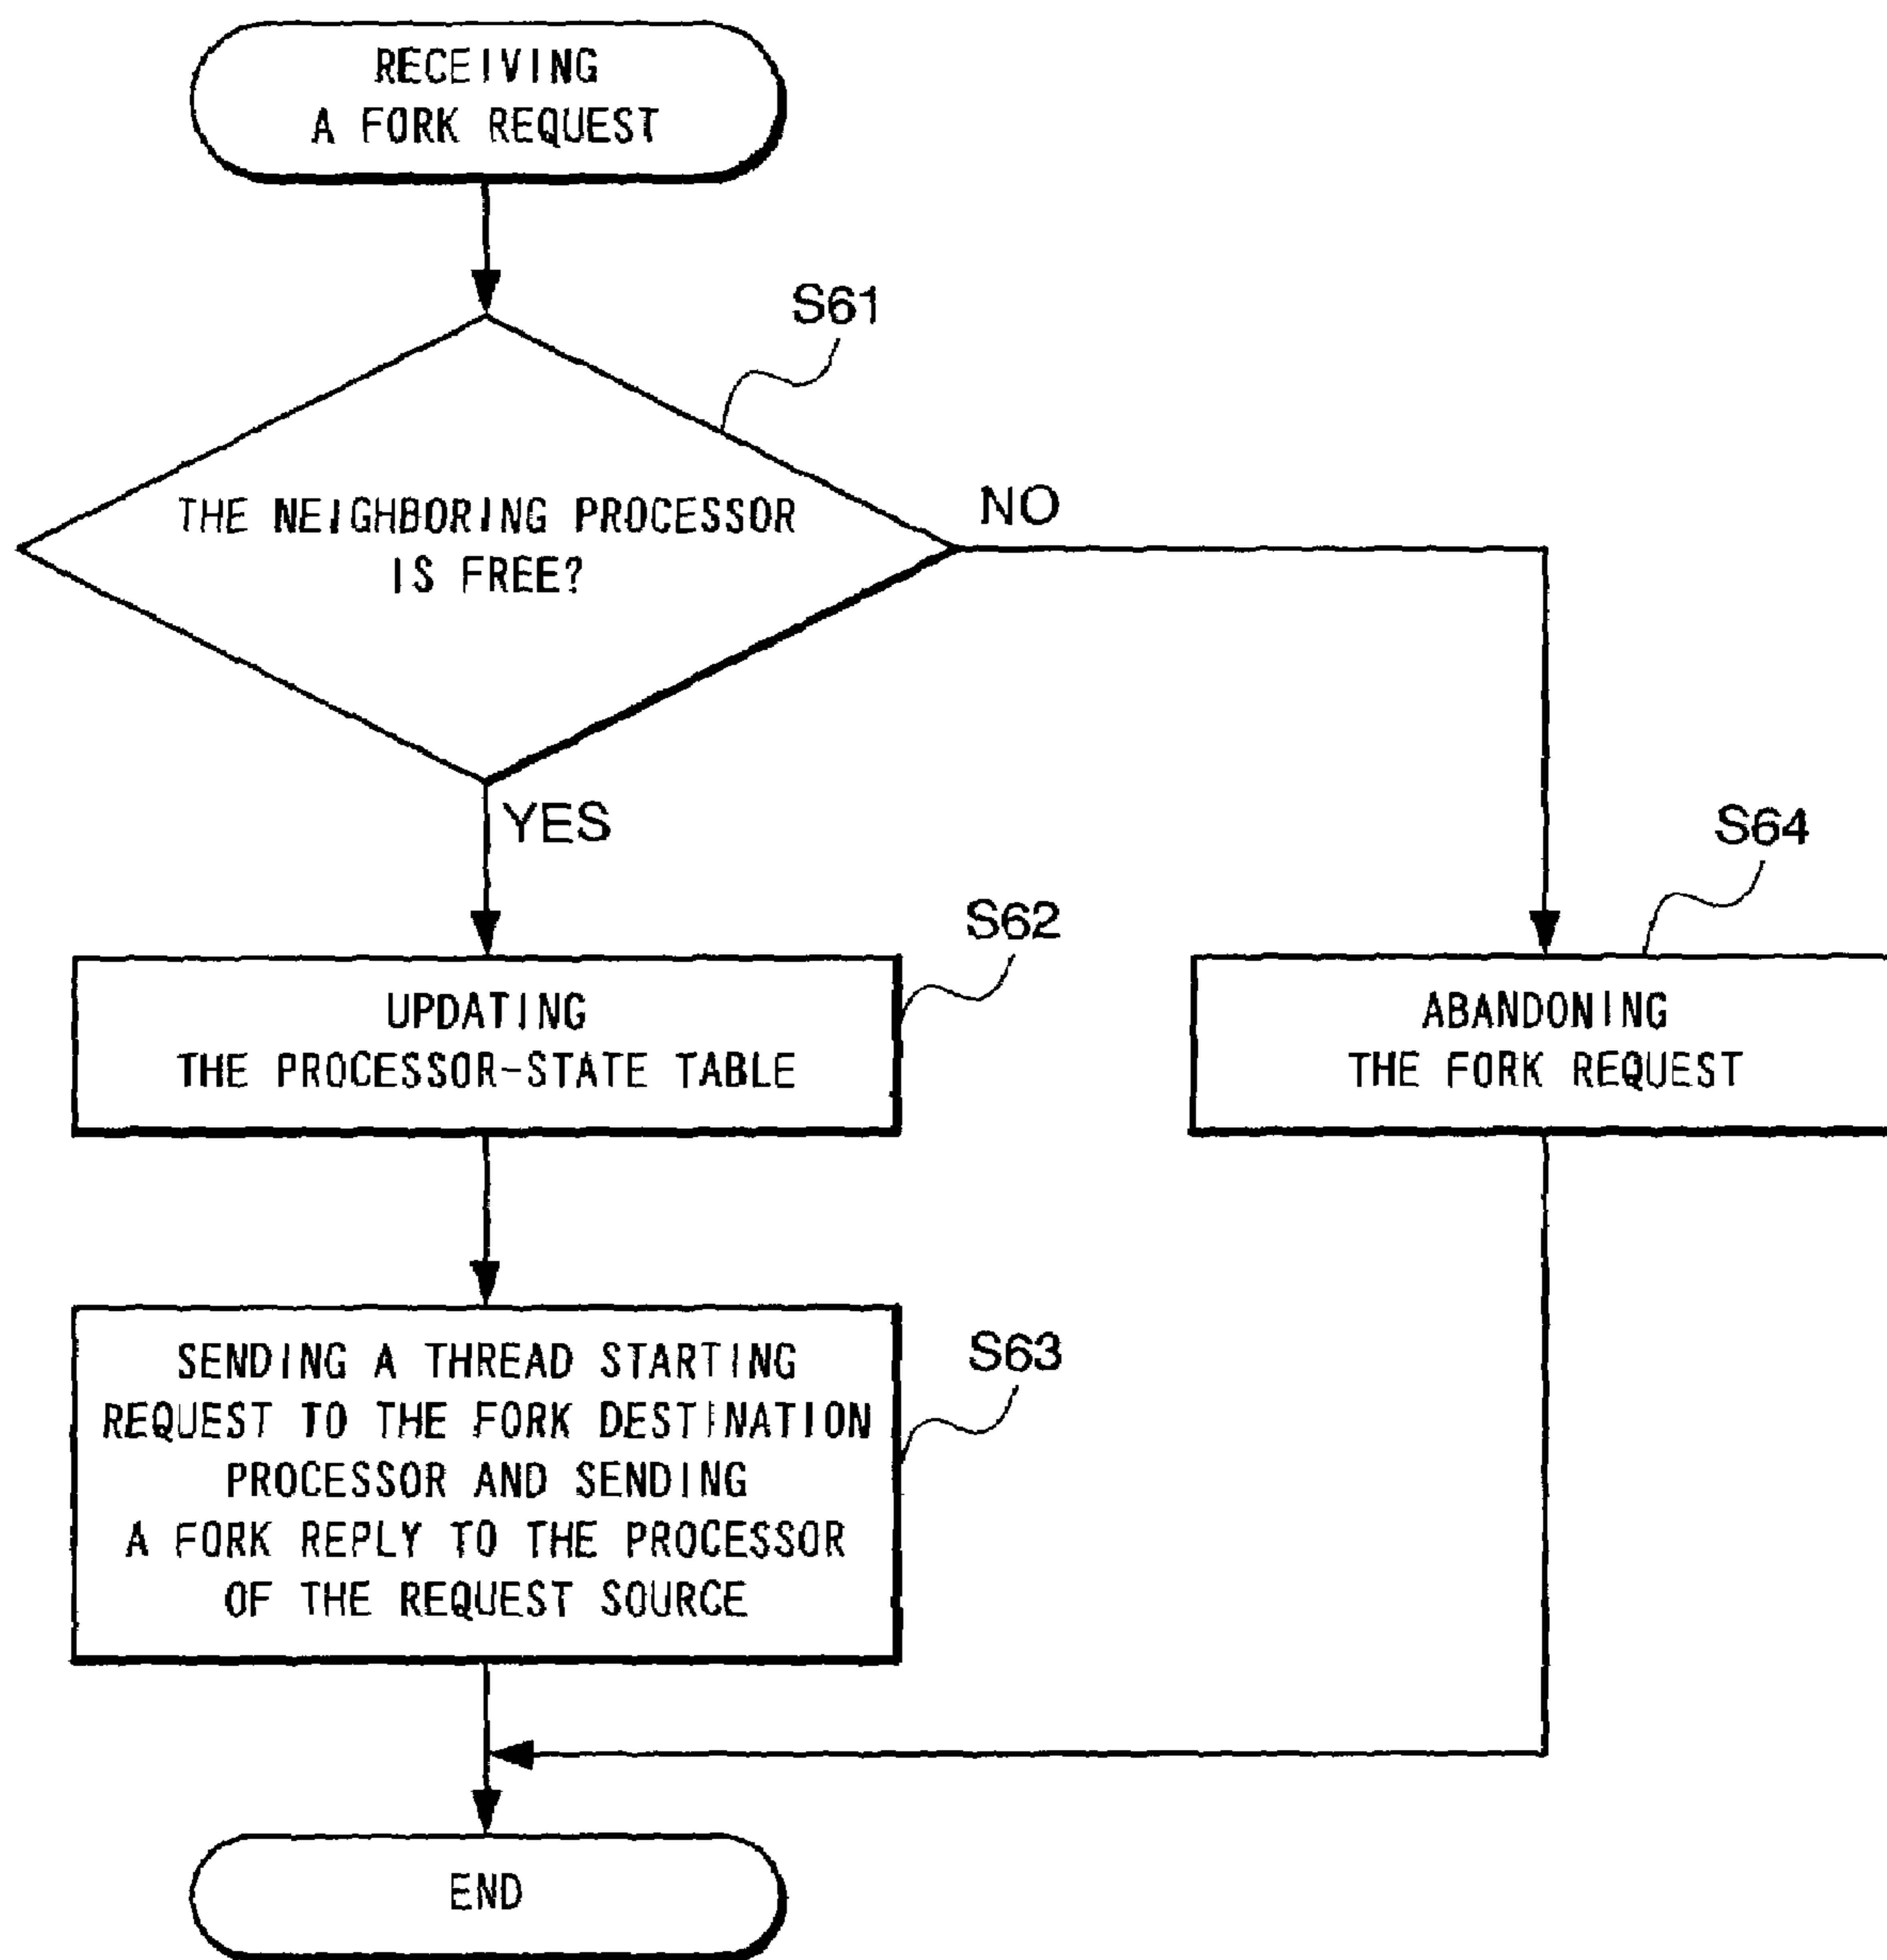 RECEIVING
A FORK REQUEST
S61
THE NEIGHBORING PROCESSOR
IS FREE?
NO
YES
S62
UPDATING
THE PROCESSOR-STATE TABLE
S64
ABANDONING
THE FORK REQUEST
S63
SENDING A THREAD STARTING
REQUEST TO THE FORK DESTINATION
PROCESSOR AND SENDING
A FORK REPLY TO THE PROCESSOR
OF THE REQUEST SOURCE
END